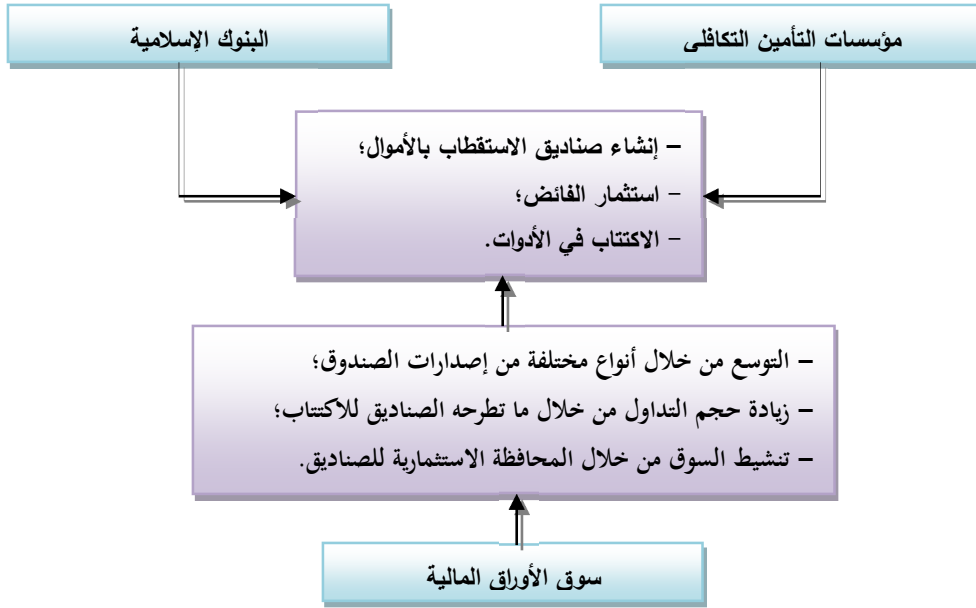 مؤسسات التأمين التكافلى
البنوك الإسلامية
– إنشاء صناديق الاستقطاب بالأموال؛
- استثمار الفائض؛
- الاكتتاب في الأدوات.
– التوسع من خلال أنواع مختلفة من إصدارات الصندوق؛
– زيادة حجم التداول من خلال ما تطرحه الصناديق للاكتتاب؛
– تنشيط السوق من خلال المحافظة الاستثمارية للصناديق.
سوق الأوراق المالية